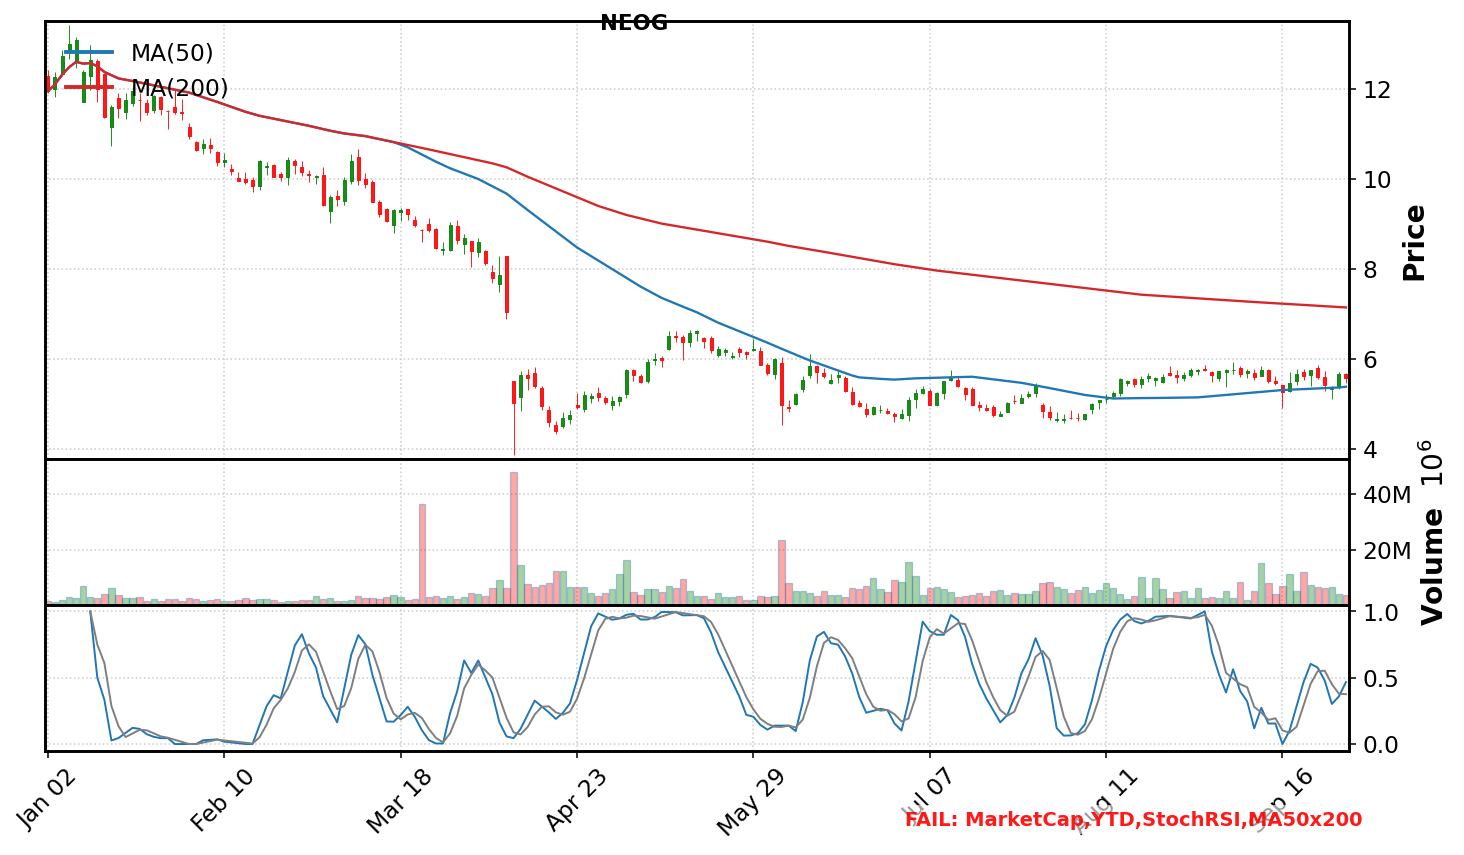 NEOG
MA(50)
MA(200)
12
10
8
6
4
Price
40M
20M
Volume 10^6
1.0
0.5
0.0
Jan 02
Feb 10
Mar 18
Apr 23
May 29
Jul 07
Aug 11
Sep 16
FAIL: MarketCap,YTD,StochRSI,MA50x200